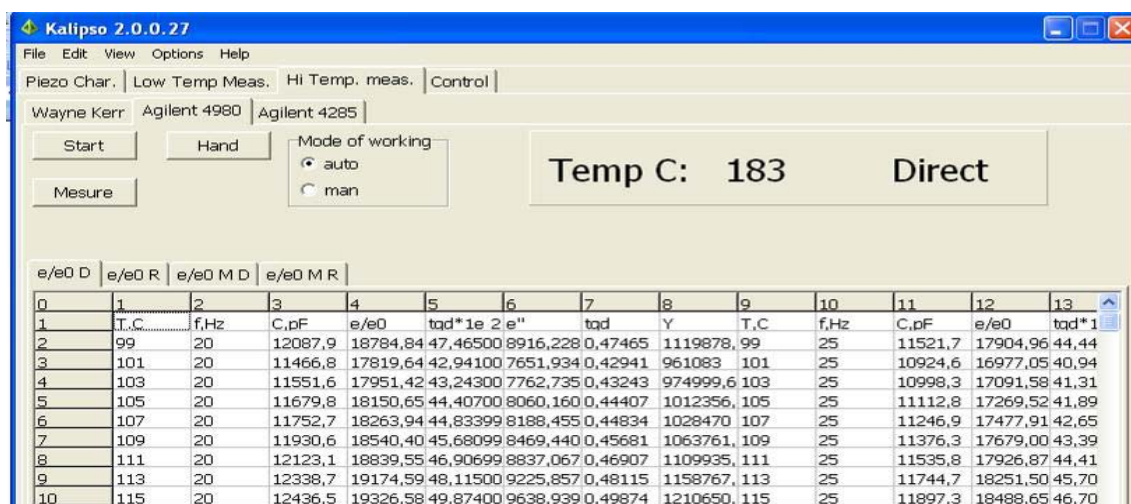 Kalipso 2.0.0.27
File Edit View Options Help
Piezo Char. Low Temp Meas. Hi Temp. meas. Control
Wayne Kerr Agilent 4980 Agilent 4285
Start Hand Mode of working
auto
man
Mesure
Temp C: 183 Direct
e/e0 D e/e0 R e/e0 M D e/e0 M R
0 1 2 3 4 5 6 7 8 9 10 11 12 13
1 T,C f,Hz C,pF e/e0 tgd*1e 2 e" tgd Y T,C f,Hz C,pF e/e0 tgd*1
2 99 20 12087,9 18784,84 47,46500 8916,228 0,47465 1119878, 99 25 11521,7 17904,96 44,44
3 101 20 11466,8 17819,64 42,94100 7651,934 0,42941 961083 101 25 10924,6 16977,05 40,94
4 103 20 11551,6 17951,42 43,24300 7762,735 0,43243 974999,6 103 25 10998,3 17091,58 41,31
5 105 20 11679,8 18150,65 44,40700 8060,160 0,44407 1012356, 105 25 11112,8 17269,52 41,89
6 107 20 11752,7 18263,94 44,83399 8188,455 0,44834 1028470 107 25 11246,9 17477,91 42,65
7 109 20 11930,6 18540,40 45,68099 8469,440 0,45681 1063761, 109 25 11376,3 17679,00 43,39
8 111 20 12123,1 18839,55 46,90699 8837,067 0,46907 1109935, 111 25 11535,8 17926,87 44,41
9 113 20 12338,7 19174,59 48,11500 9225,857 0,48115 1158767, 113 25 11744,7 18251,50 45,70
10 115 20 12436,5 19326,58 49,87400 9638,939 0,49874 1210650, 115 25 11897,3 18488,65 46,70